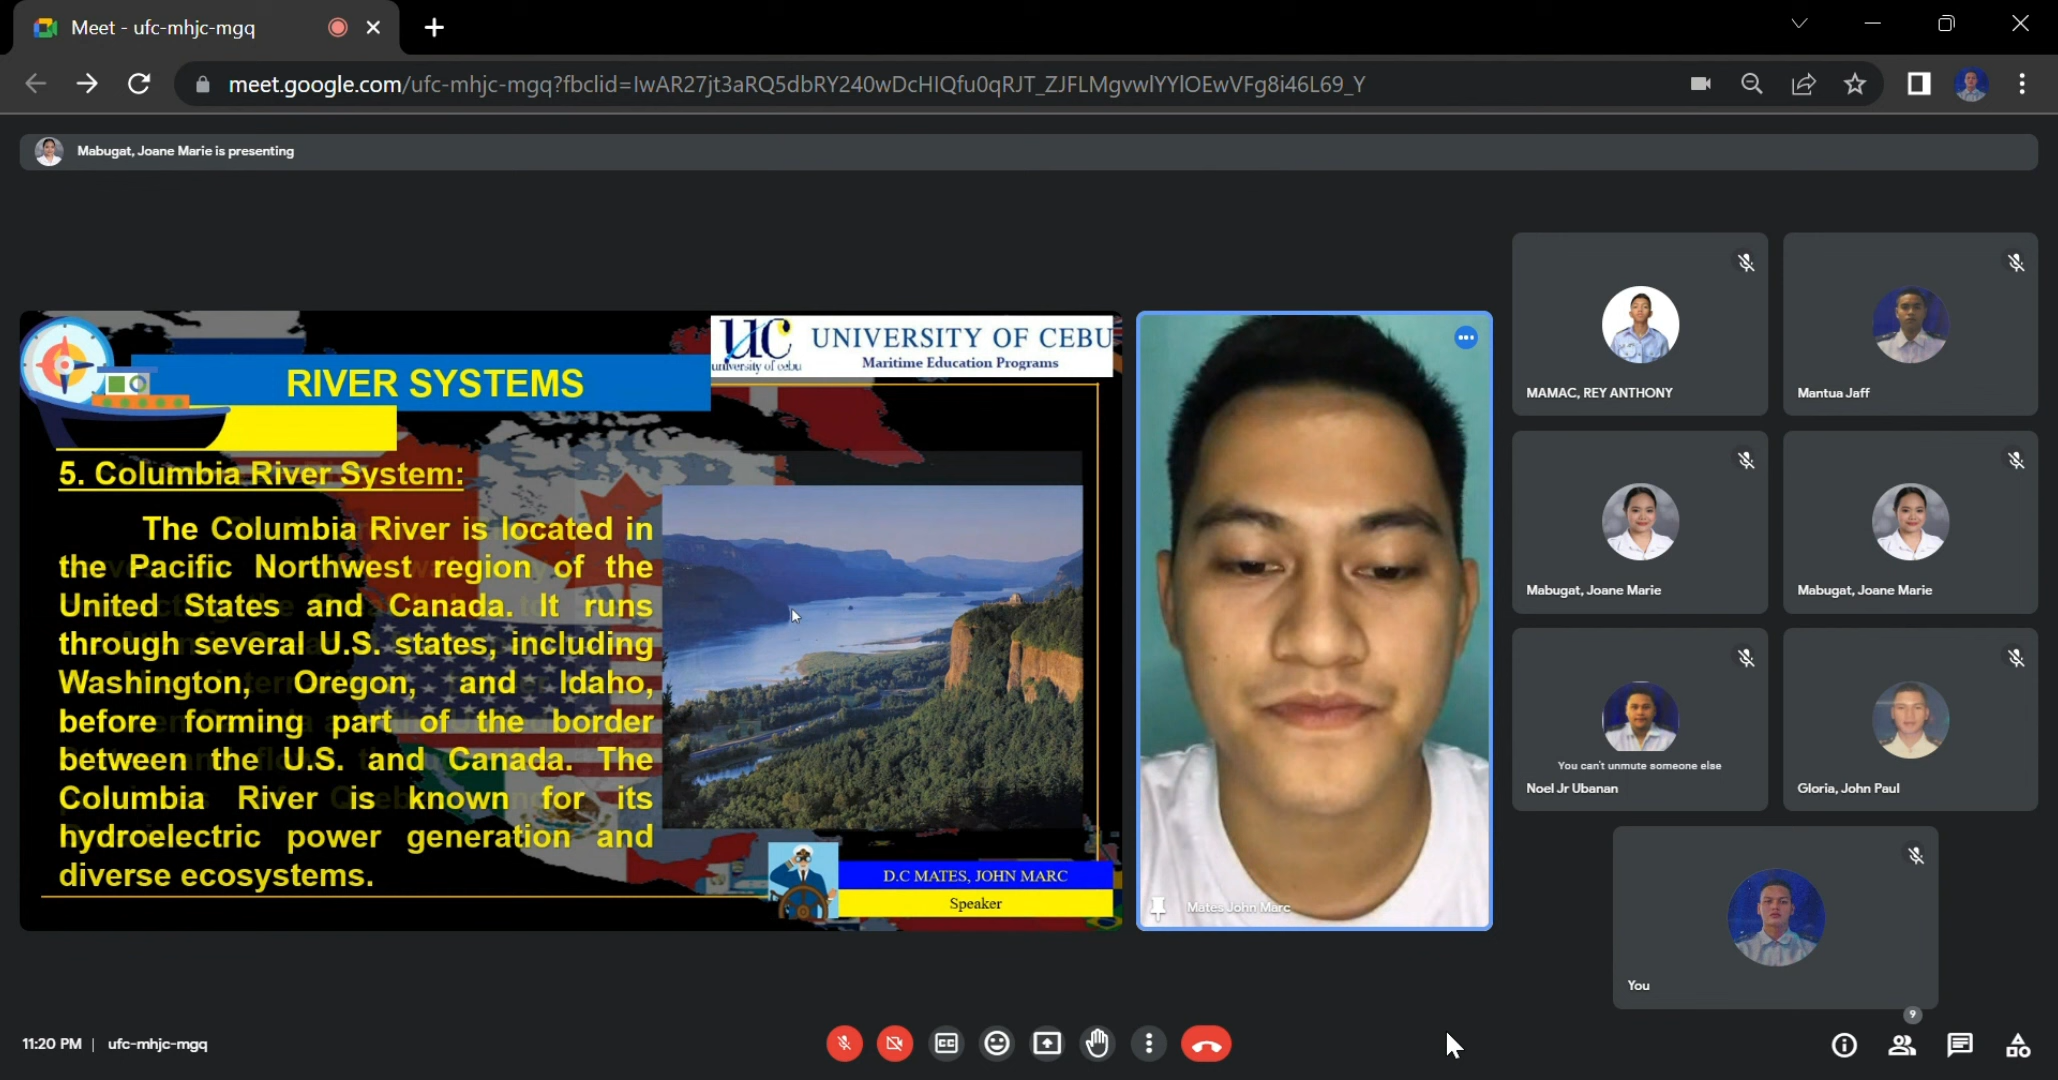 Meet - ufc-mhjc-mgq
meet.google.com/ufc-mhjc-mgq?fbclid=IwAR27jt3aRQ5dbRY240wDcHIQfu0qRJT_ZJFLMgvwlYYlOEwVFg8i46L69_Y
Mabugat, Joane Marie is presenting
UC
university of cebu
UNIVERSITY OF CEBU
Maritime Education Programs
RIVER SYSTEMS
5. Columbia River System:
The Columbia River is located in
the Pacific Northwest region of the
United States and Canada. It runs
through several U.S. states, including
Washington, Oregon, and Idaho,
before forming part of the border
between the U.S. and Canada. The
Columbia River is known for its
hydroelectric power generation and
diverse ecosystems.
D.C MATES, JOHN MARC
Speaker
Mates John Marc
MAMAC, REY ANTHONY
Mantua Jaff
Mabugat, Joane Marie
Mabugat, Joane Marie
You can't unmute someone else
Noel Jr Ubanan
Gloria, John Paul
You
9
11:20 PM | ufc-mhjc-mgq
CC